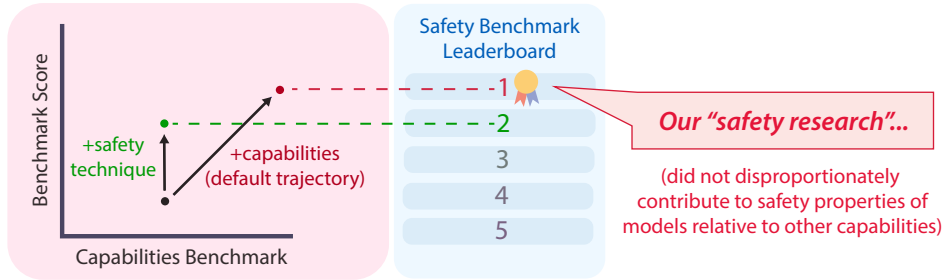 Benchmark Score
+safety
technique
+capabilities
(default trajectory)
Capabilities Benchmark
Safety Benchmark
Leaderboard
1
2
3
4
5
Our "safety research"...
(did not disproportionately
contribute to safety properties of
models relative to other capabilities)